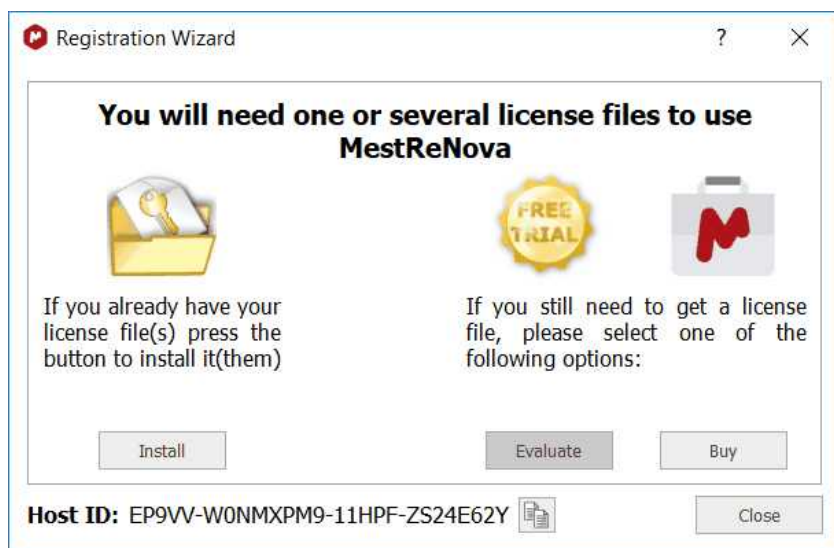 Registration Wizard
You will need one or several license files to use
MestReNova
FREE
TRIAL
If you already have your
license file(s) press the
button to install it(them)
If you still need to get a license
file, please select one of the
following options:
Install
Evaluate
Buy
Host ID: EP9VV-W0NMXPM9-11HPF-ZS24E62Y
Close